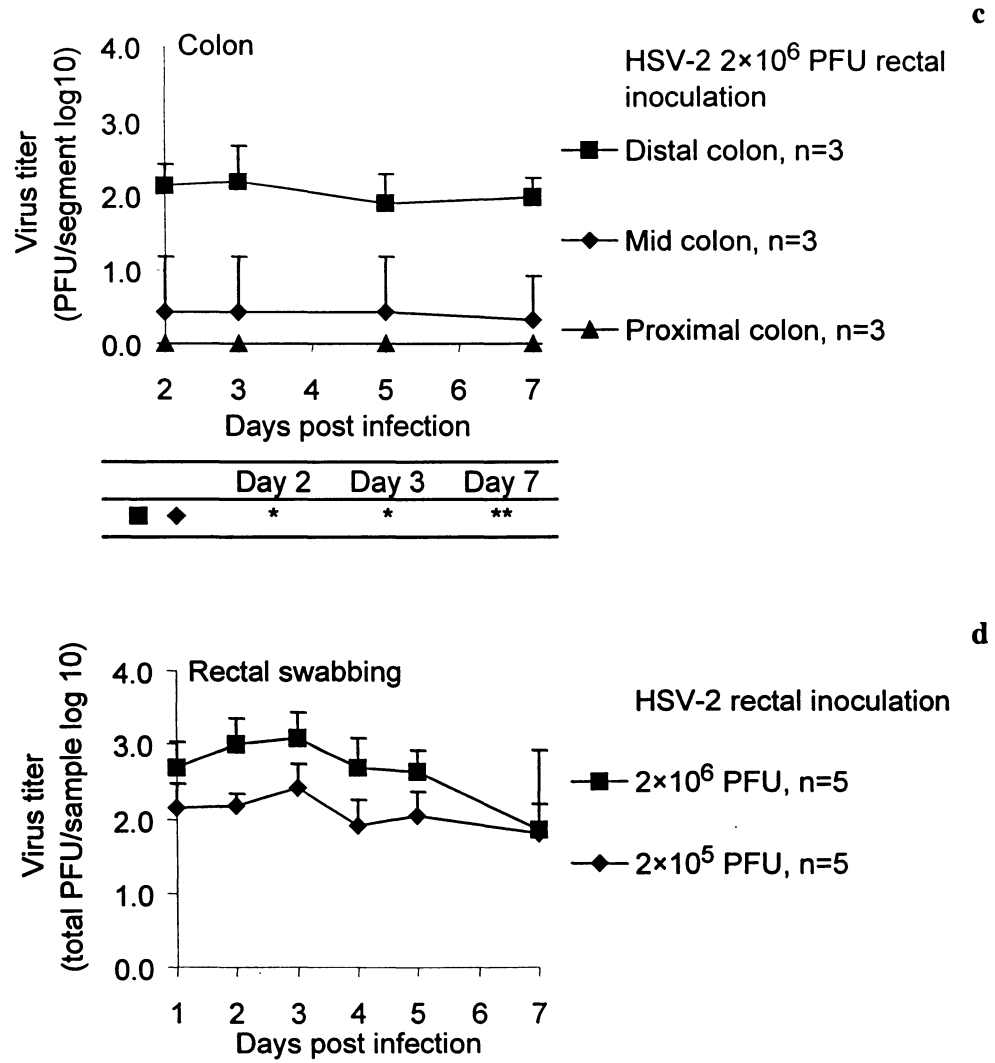 c
Colon
Virus titer
(PFU/segment log10)
4.0
3.0
2.0
1.0
0.0
2 3 4 5 6 7
Days post infection
HSV-2 2×10⁶ PFU rectal
inoculation
Distal colon, n=3
Mid colon, n=3
Proximal colon, n=3
Day 2 Day 3 Day 7
* * **
d
Rectal swabbing
Virus titer
(total PFU/sample log 10)
4.0
3.0
2.0
1.0
0.0
1 2 3 4 5 6 7
Days post infection
HSV-2 rectal inoculation
2×10⁶ PFU, n=5
2×10⁵ PFU, n=5